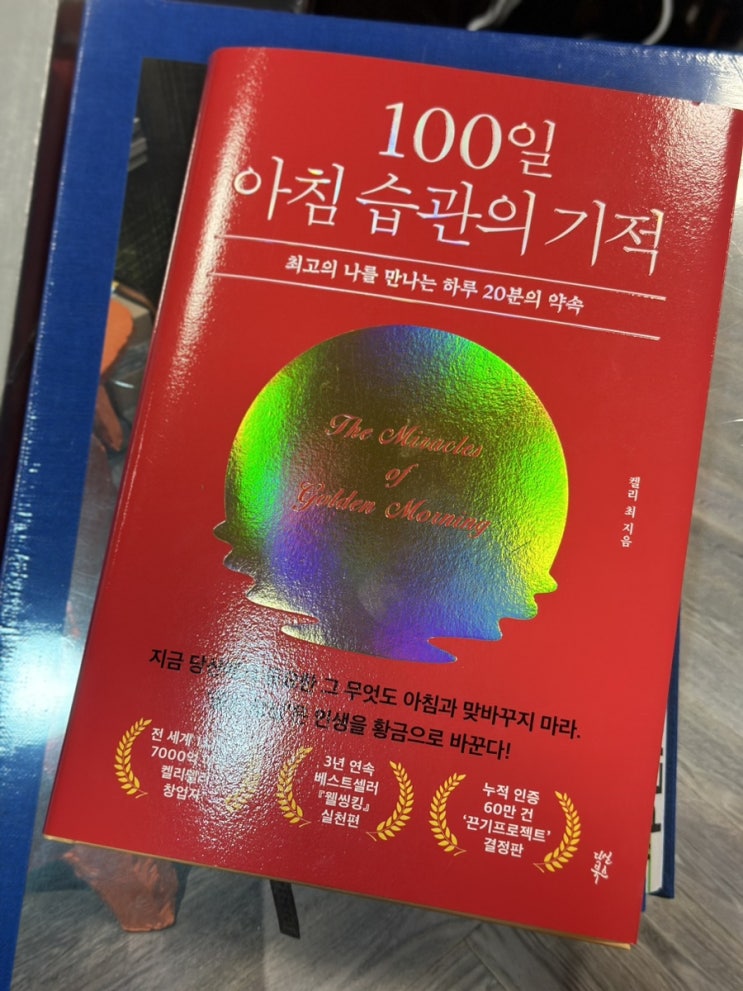 100일
아침 습관의 기적
최고의 나를 만나는 하루 20분의 약속
The Miracles
of
Golden Morning
켈리 최 지음
지금 그 무엇도 아침과 맞바꾸지 마라.
인생을 황금으로 바꾼다!
전 세계
7000억
켈리델리
창업자
3년 연속
베스트셀러
『웰씽킹』
실천편
누적 인증
60만 건
‘끈기프로젝트’
결정판
다산
북스